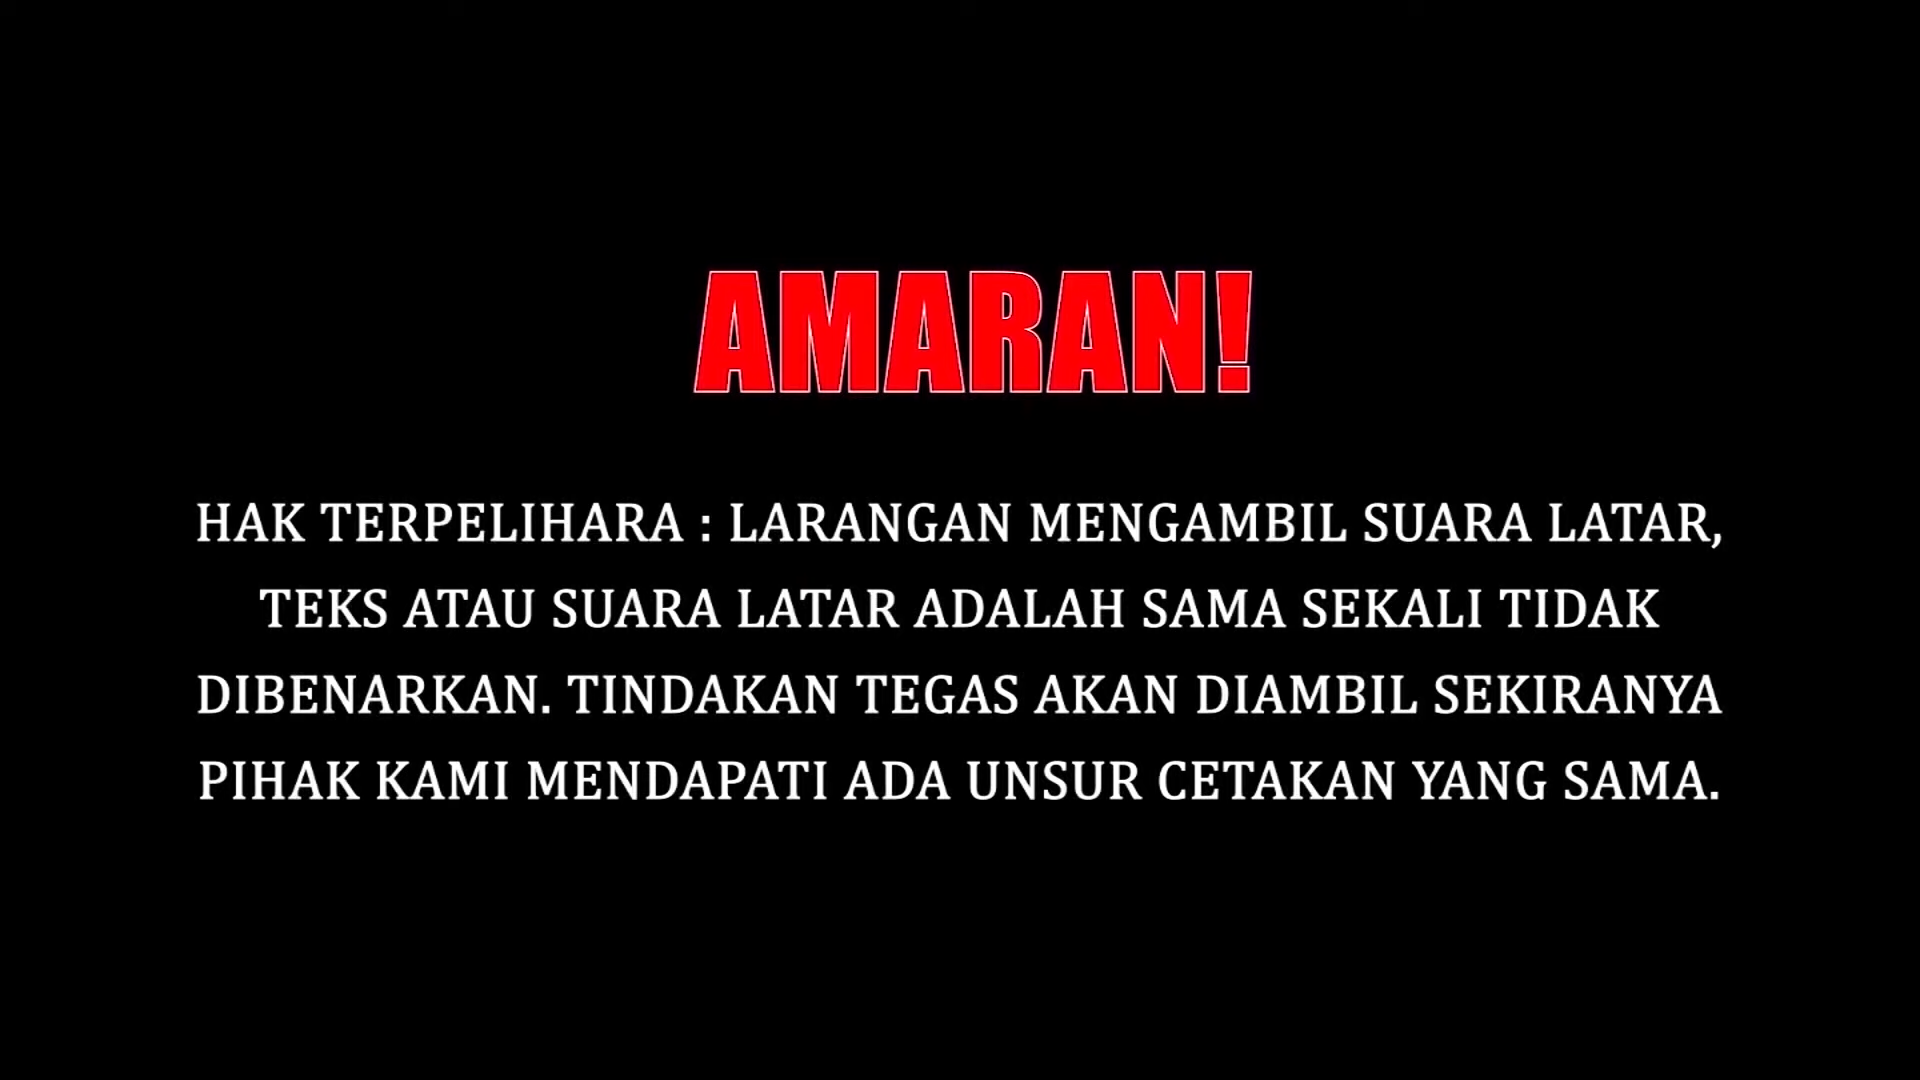 AMARAN!
HAK TERPELIHARA : LARANGAN MENGAMBIL SUARA LATAR,
TEKS ATAU SUARA LATAR ADALAH SAMA SEKALI TIDAK
DIBENARKAN. TINDAKAN TEGAS AKAN DIAMBIL SEKIRANYA
PIHAK KAMI MENDAPATI ADA UNSUR CETAKAN YANG SAMA.